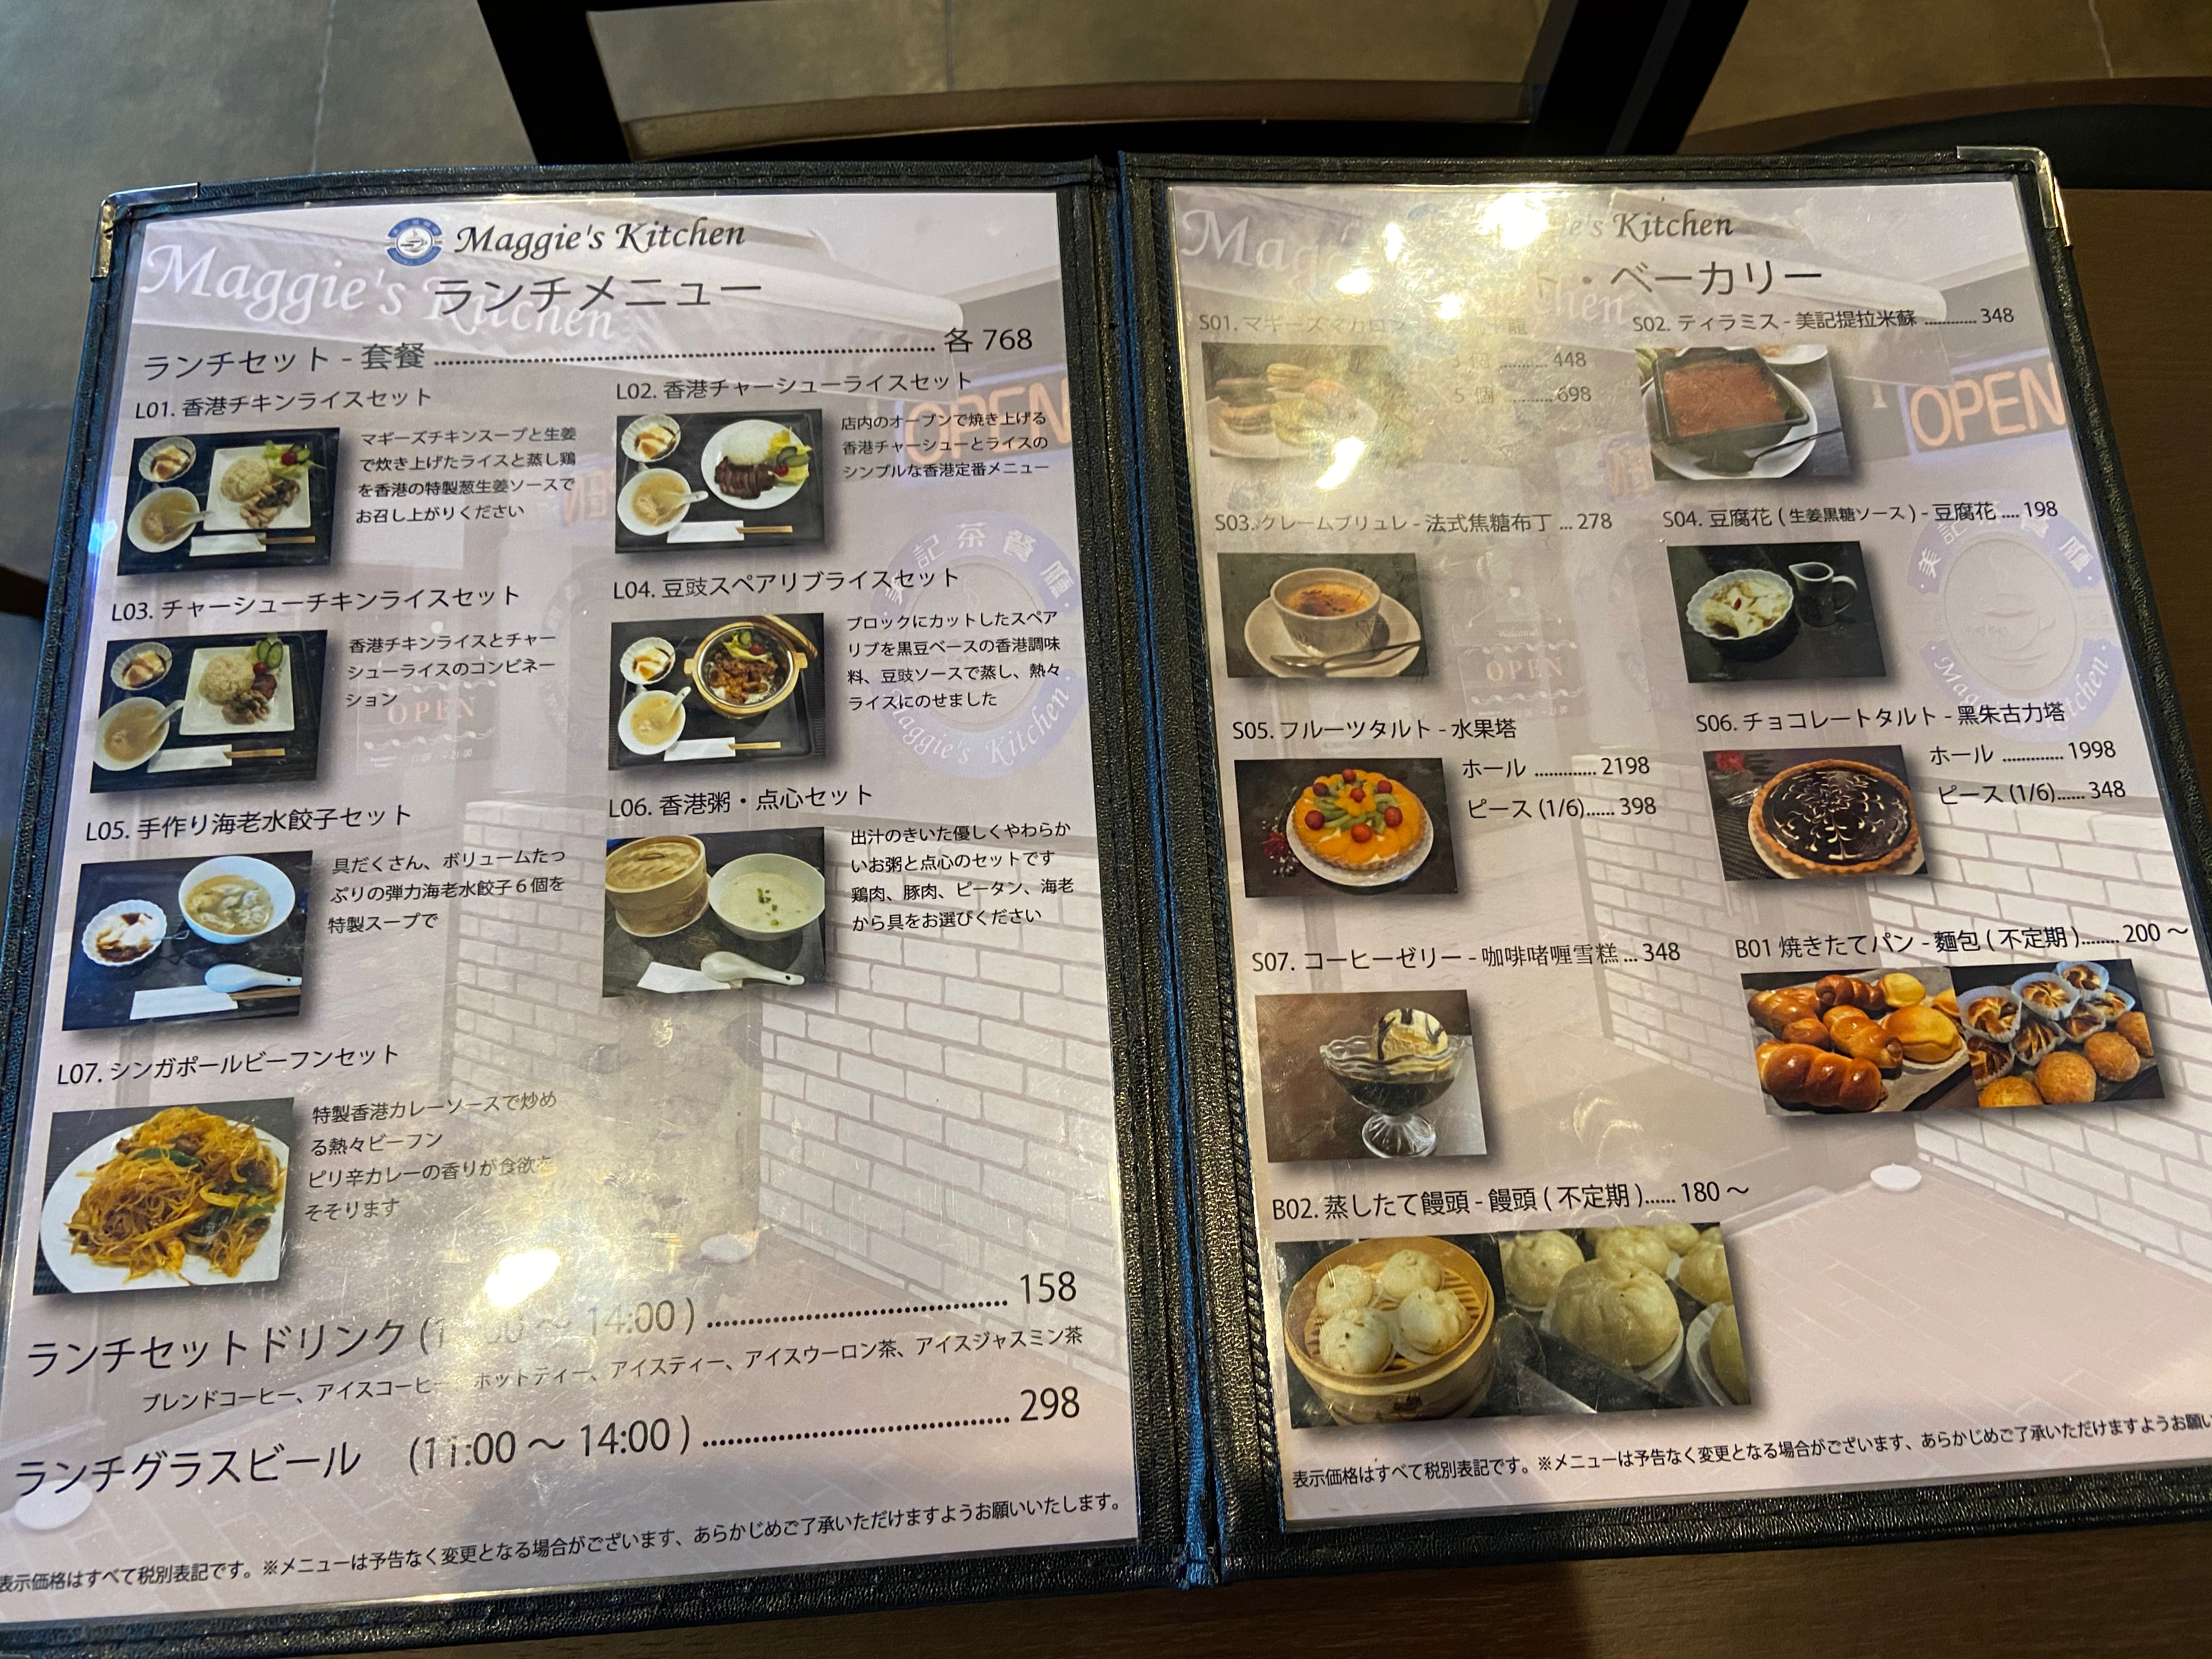 Maggie's Kitchen
Maggie's Kitchen
ランチメニュー
ランチセット - 套餐 ........ 各 768
L01. 香港チキンライスセット
マギーズチキンスープと生姜
で炊き上げたライスと蒸し鶏
を香港の特製葱生姜ソースで
お召し上がりください
L02. 香港チャーシューライスセット
店内のオーブンで焼き上げる
香港チャーシューとライスの
シンプルな香港定番メニュー
OPEN
L03. チャーシューチキンライスセット
香港チキンライスとチャー
シューライスのコンビネー
ション
OPEN
L04. 豆豉スペアリブライスセット
ブロックにカットしたスペア
リブを黒豆ベースの香港調味
料、豆豉ソースで蒸し、熱々
ライスにのせました
美記茶餐廳
Maggie's Kitchen
L05. 手作り海老水餃子セット
具だくさん、ボリュームたっ
ぷりの弾力海老水餃子６個を
特製スープで
L06. 香港粥・点心セット
出汁のきいた優しくやわらか
いお粥と点心のセットです
鶏肉、豚肉、ピータン、海老
から具をお選びください
L07. シンガポールビーフンセット
特製香港カレーソースで炒め
る熱々ビーフン
ピリ辛カレーの香りが食欲を
そそります
ランチセットドリンク ( ～ 14:00 ) ........ 158
ブレンドコーヒー、アイスコーヒー、ホットティー、アイスティー、アイスウーロン茶、アイスジャスミン茶
ランチグラスビール (11:00 ～ 14:00 ) ........ 298
表示価格はすべて税別表記です。※メニューは予告なく変更となる場合がございます、あらかじめご了承いただけますようお願いいたします。
Kitchen
・ベーカリー
S01. マギーズマカロン
3 個 ........ 448
5 個 ........ 698
S02. ティラミス - 美記提拉米蘇 ........ 348
OPEN
S03. クレームブリュレ - 法式焦糖布丁 ... 278
S04. 豆腐花 ( 生姜黒糖ソース ) - 豆腐花 .... 198
OPEN
Maggie's Kitchen
S05. フルーツタルト - 水果塔
ホール ............. 2198
ピース (1/6)...... 398
S06. チョコレートタルト - 黑朱古力塔
ホール ............. 1998
ピース (1/6)...... 348
S07. コーヒーゼリー - 咖啡啫喱雪糕 ... 348
B01 焼きたてパン - 麵包 ( 不定期 )........ 200 ～
B02. 蒸したて饅頭 - 饅頭 ( 不定期 )...... 180 ～
表示価格はすべて税別表記です。※メニューは予告なく変更となる場合がございます、あらかじめご了承いただけますようお願い